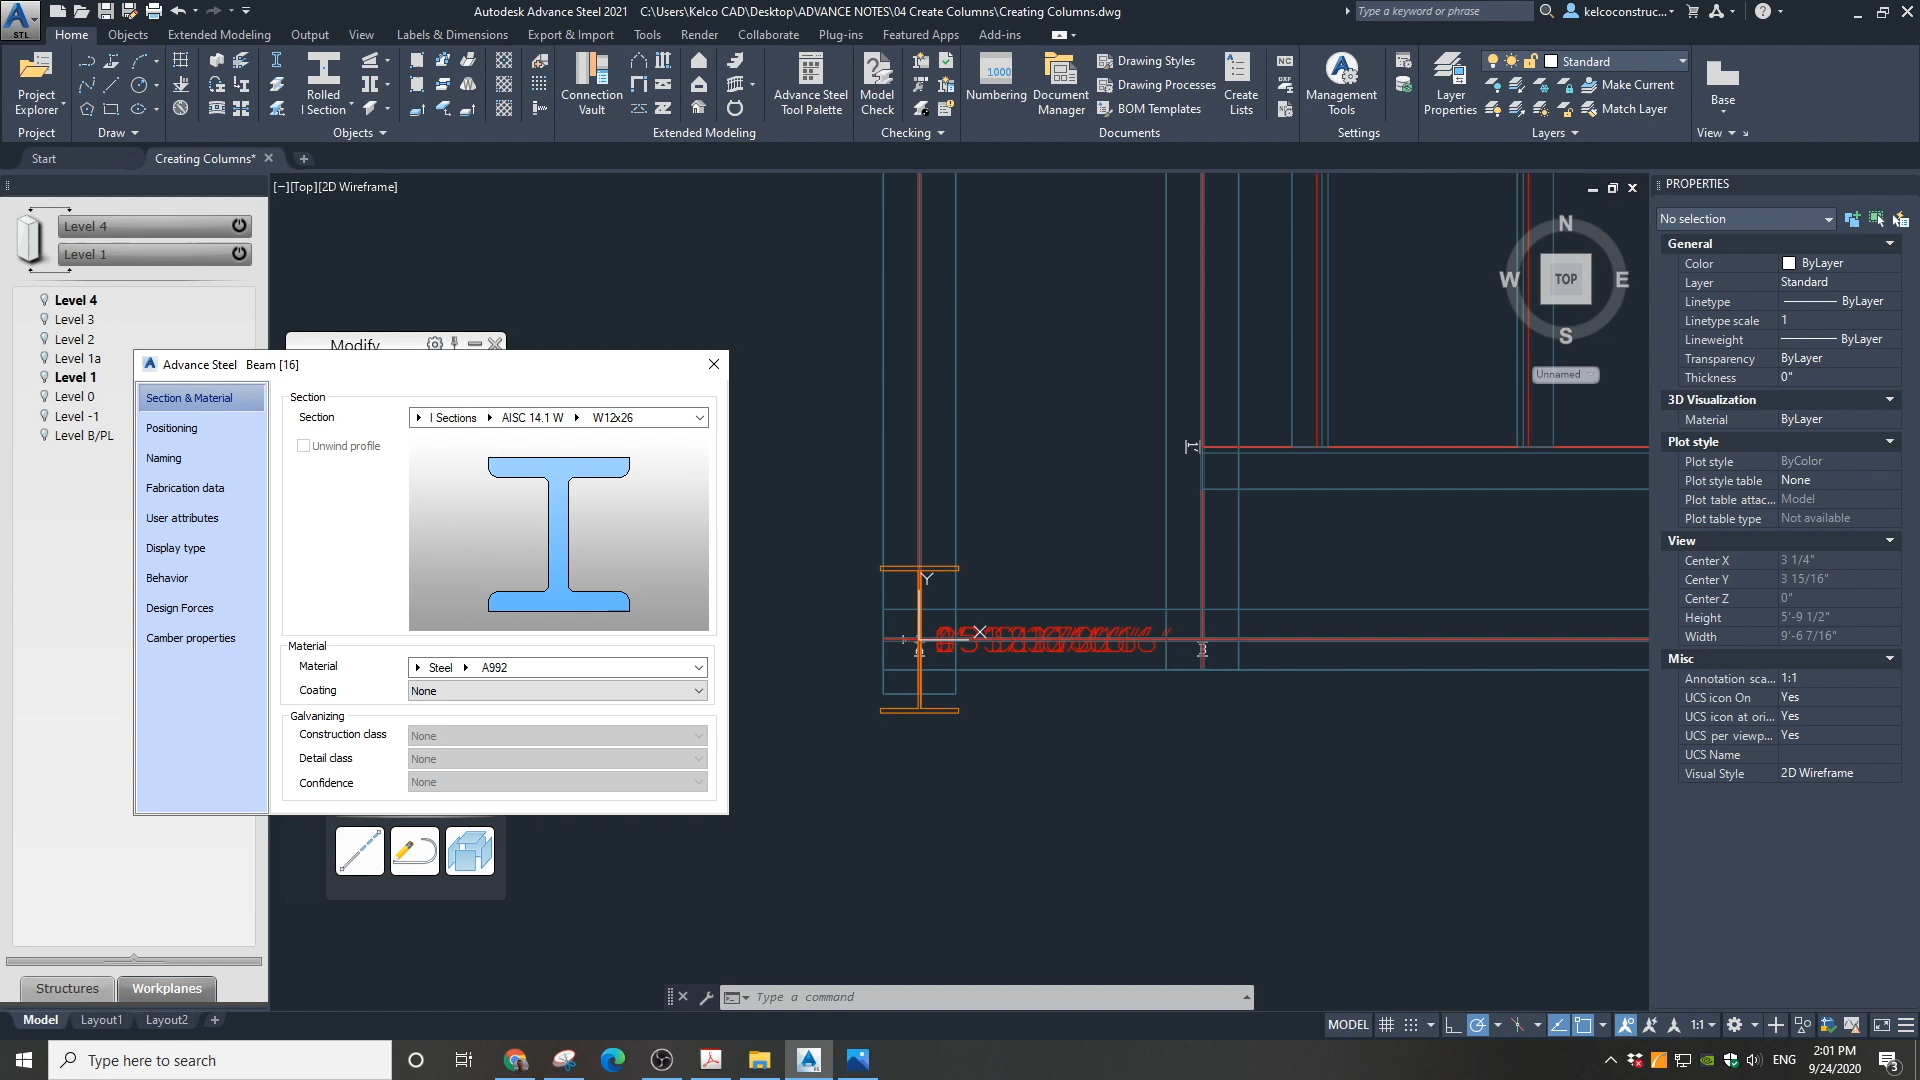 Autodesk Advance Steel 2021 C:\Users\Kelco CAD\Desktop\ADVANCE NOTES\04 Create Columns\Creating Columns.dwg
Type a keyword or phrase
kelcoconstruc...
STL
Home Objects Extended Modeling Output View Labels & Dimensions Export & Import Tools Render Collaborate Plug-ins Featured Apps Add-ins
Project Explorer
Project
Draw
Rolled I Section
Objects
Connection Vault
Extended Modeling
Advance Steel Tool Palette
Model Check
Checking
1000
Numbering
Document Manager
Drawing Styles
Drawing Processes
BOM Templates
Create Lists
Documents
NC
DXF
Management Tools
Settings
Layer Properties
Standard
Make Current
Match Layer
Layers
Base
View
Start
Creating Columns*
Level 4
Level 1
Level 4
Level 3
Level 2
Level 1a
Level 1
Level 0
Level -1
Level B/PL
Structures
Workplanes
[−][Top][2D Wireframe]
Modify
Advance Steel Beam [16]
Section & Material
Positioning
Naming
Fabrication data
User attributes
Display type
Behavior
Design Forces
Camber properties
Section
Section I Sections AISC 14.1 W W12x26
Unwind profile
Material
Material Steel A992
Coating None
Galvanizing
Construction class None
Detail class None
Confidence None
Y
X
A
B
1
N
W TOP E
S
Unnamed
PROPERTIES
No selection
General
Color ByLayer
Layer Standard
Linetype ByLayer
Linetype scale 1
Lineweight ByLayer
Transparency ByLayer
Thickness 0"
3D Visualization
Material ByLayer
Plot style
Plot style ByColor
Plot style table None
Plot table attac... Model
Plot table type Not available
View
Center X 3 1/4"
Center Y 3 15/16"
Center Z 0"
Height 5'-9 1/2"
Width 9'-6 7/16"
Misc
Annotation sca... 1:1
UCS icon On Yes
UCS icon at ori... Yes
UCS per viewp... Yes
UCS Name
Visual Style 2D Wireframe
Type a command
Model Layout1 Layout2
MODEL
1:1
Type here to search
ENG
2:01 PM
9/24/2020
3